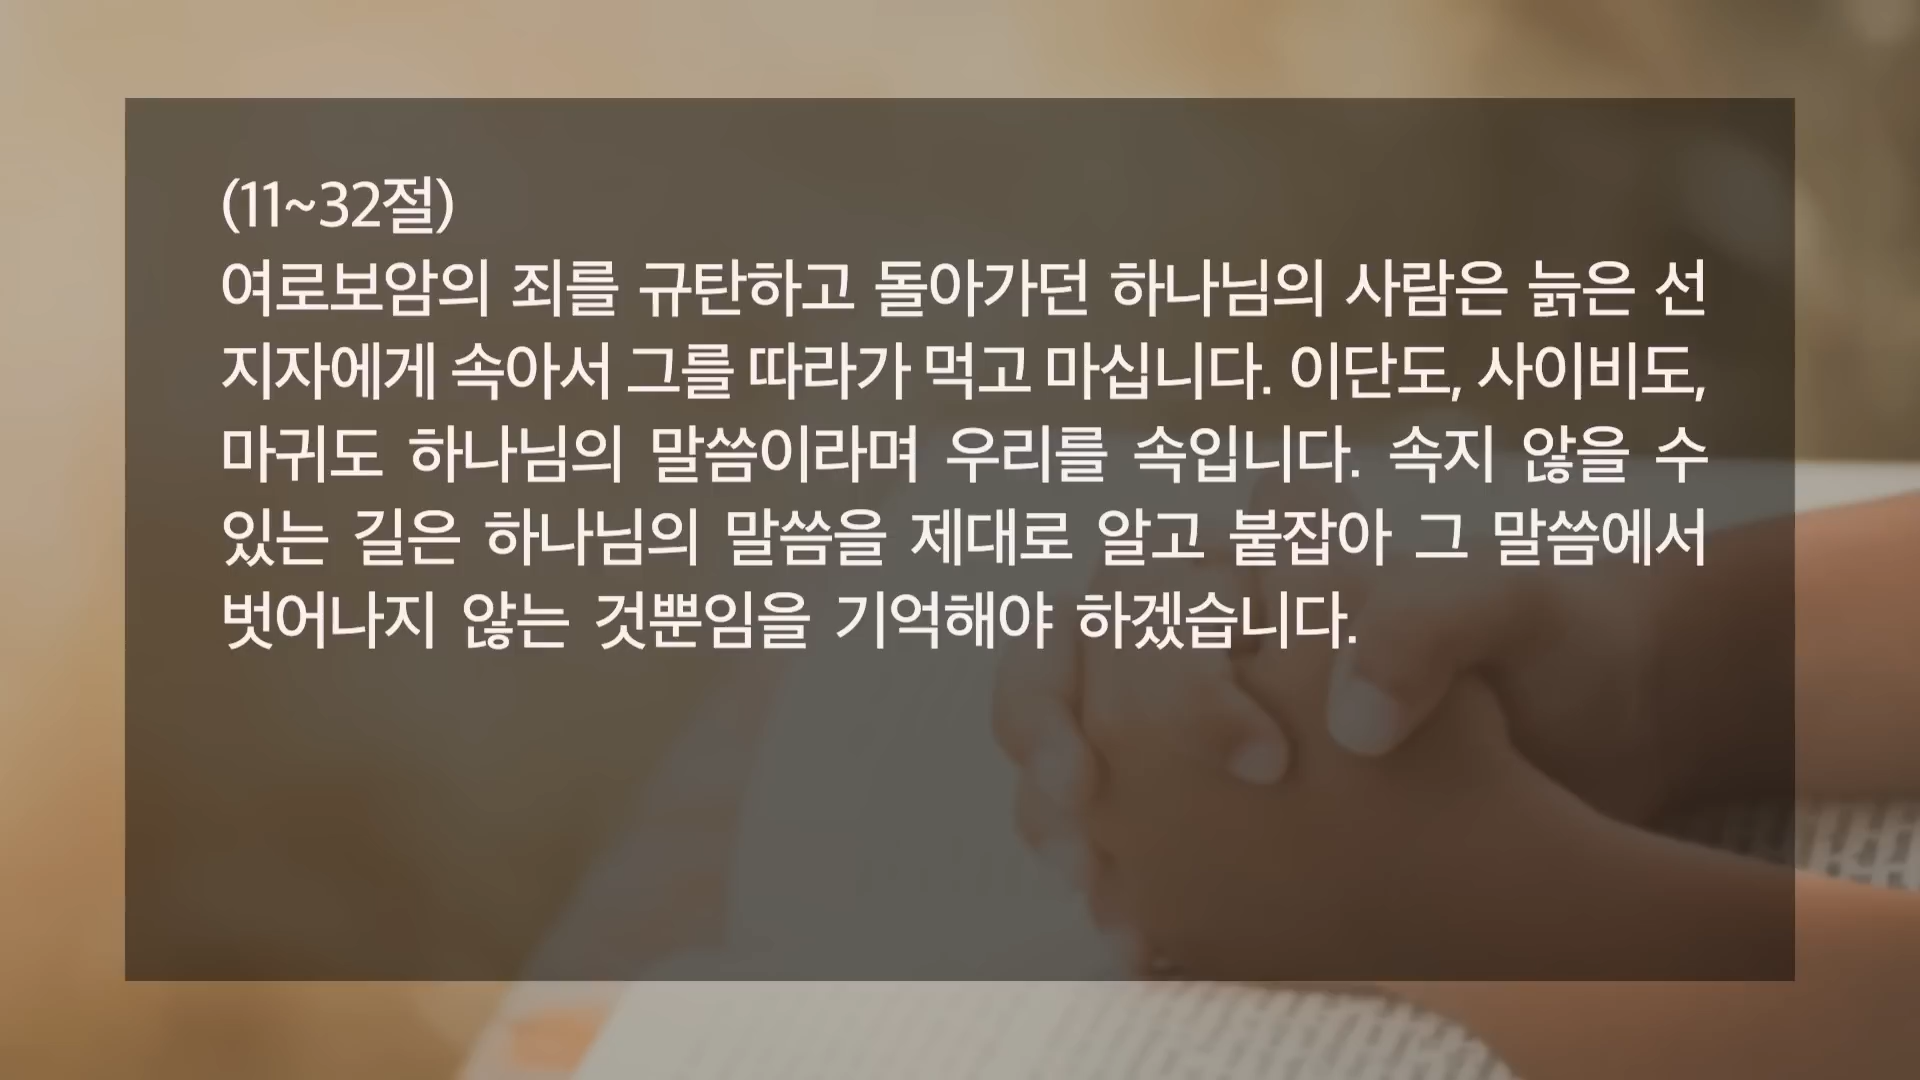 (11~32절)
여로보암의 죄를 규탄하고 돌아가던 하나님의 사람은 늙은 선
지자에게 속아서 그를 따라가 먹고 마십니다. 이단도, 사이비도,
마귀도 하나님의 말씀이라며 우리를 속입니다. 속지 않을 수
있는 길은 하나님의 말씀을 제대로 알고 붙잡아 그 말씀에서
벗어나지 않는 것뿐임을 기억해야 하겠습니다.